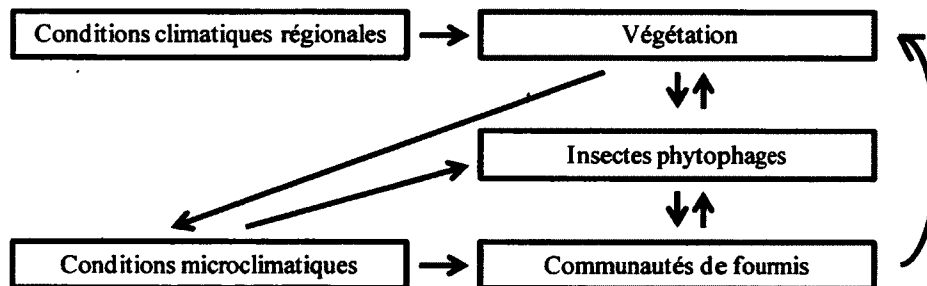 Conditions climatiques régionales
Végétation
Insectes phytophages
Conditions microclimatiques
Communautés de fourmis